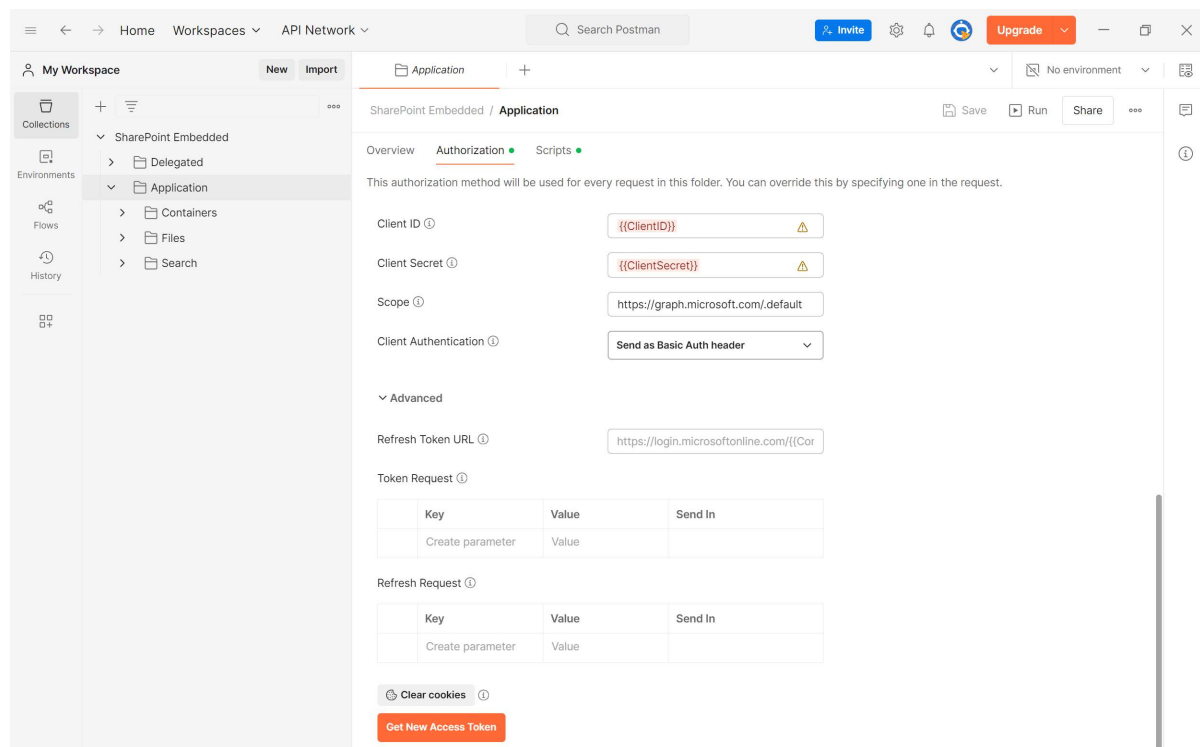 Home Workspaces API Network Search Postman Invite Upgrade
My Workspace New Import Application No environment
Collections
Environments
Flows
History
SharePoint Embedded
Delegated
Application
Containers
Files
Search
SharePoint Embedded / Application Save Run Share
Overview Authorization Scripts
This authorization method will be used for every request in this folder. You can override this by specifying one in the request.
Client ID {{ClientID}}
Client Secret {{ClientSecret}}
Scope https://graph.microsoft.com/.default
Client Authentication Send as Basic Auth header
Advanced
Refresh Token URL https://login.microsoftonline.com/{{Cor
Token Request
Key Value Send In
Create parameter Value
Refresh Request
Key Value Send In
Create parameter Value
Clear cookies
Get New Access Token